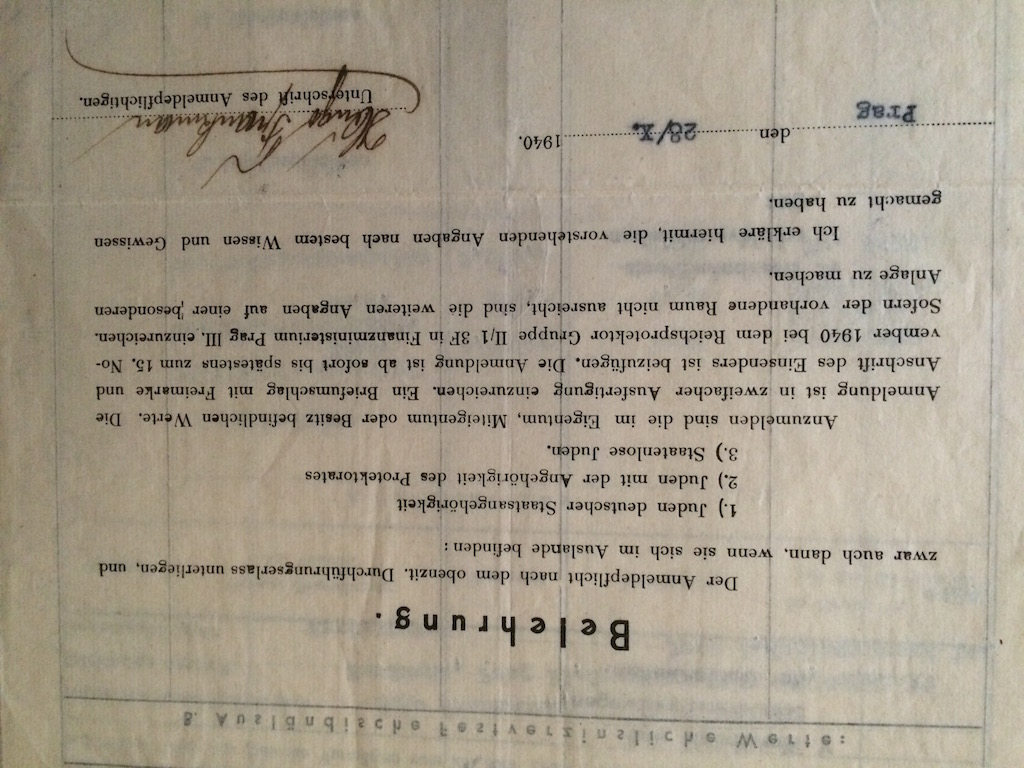 B. Ausländische Festverzinsliche Werte:
Belehrung.
Der Anmeldepflicht nach dem obenzit. Durchführungserlass unterliegen, und
zwar auch dann, wenn sie sich im Auslande befinden:
1.) Juden deutscher Staatsangehörigkeit
2.) Juden mit der Angehörigkeit des Protektorates
3.) Staatenlose Juden.
Anzumelden sind die im Eigentum, Miteigentum oder Besitz befindlichen Werte. Die
Anmeldung ist in zweifacher Ausfertigung einzureichen. Ein Briefumschlag mit Freimarke und
Anschrift des Einsenders ist beizufügen. Die Anmeldung ist ab sofort bis spätestens zum 15. No-
vember 1940 bei dem Reichsprotektor Gruppe II/1 3F in Finanzministerium Prag III. einzureichen.
Sofern der vorhandene Raum nicht ausreicht, sind die weiteren Angaben auf einer besonderen
Anlage zu machen.
Ich erkläre hiermit, die vorstehenden Angaben nach bestem Wissen und Gewissen
gemacht zu haben.
Prag den 28/X. 1940.
Hugo
Unterschrift des Anmeldepflichtigen.